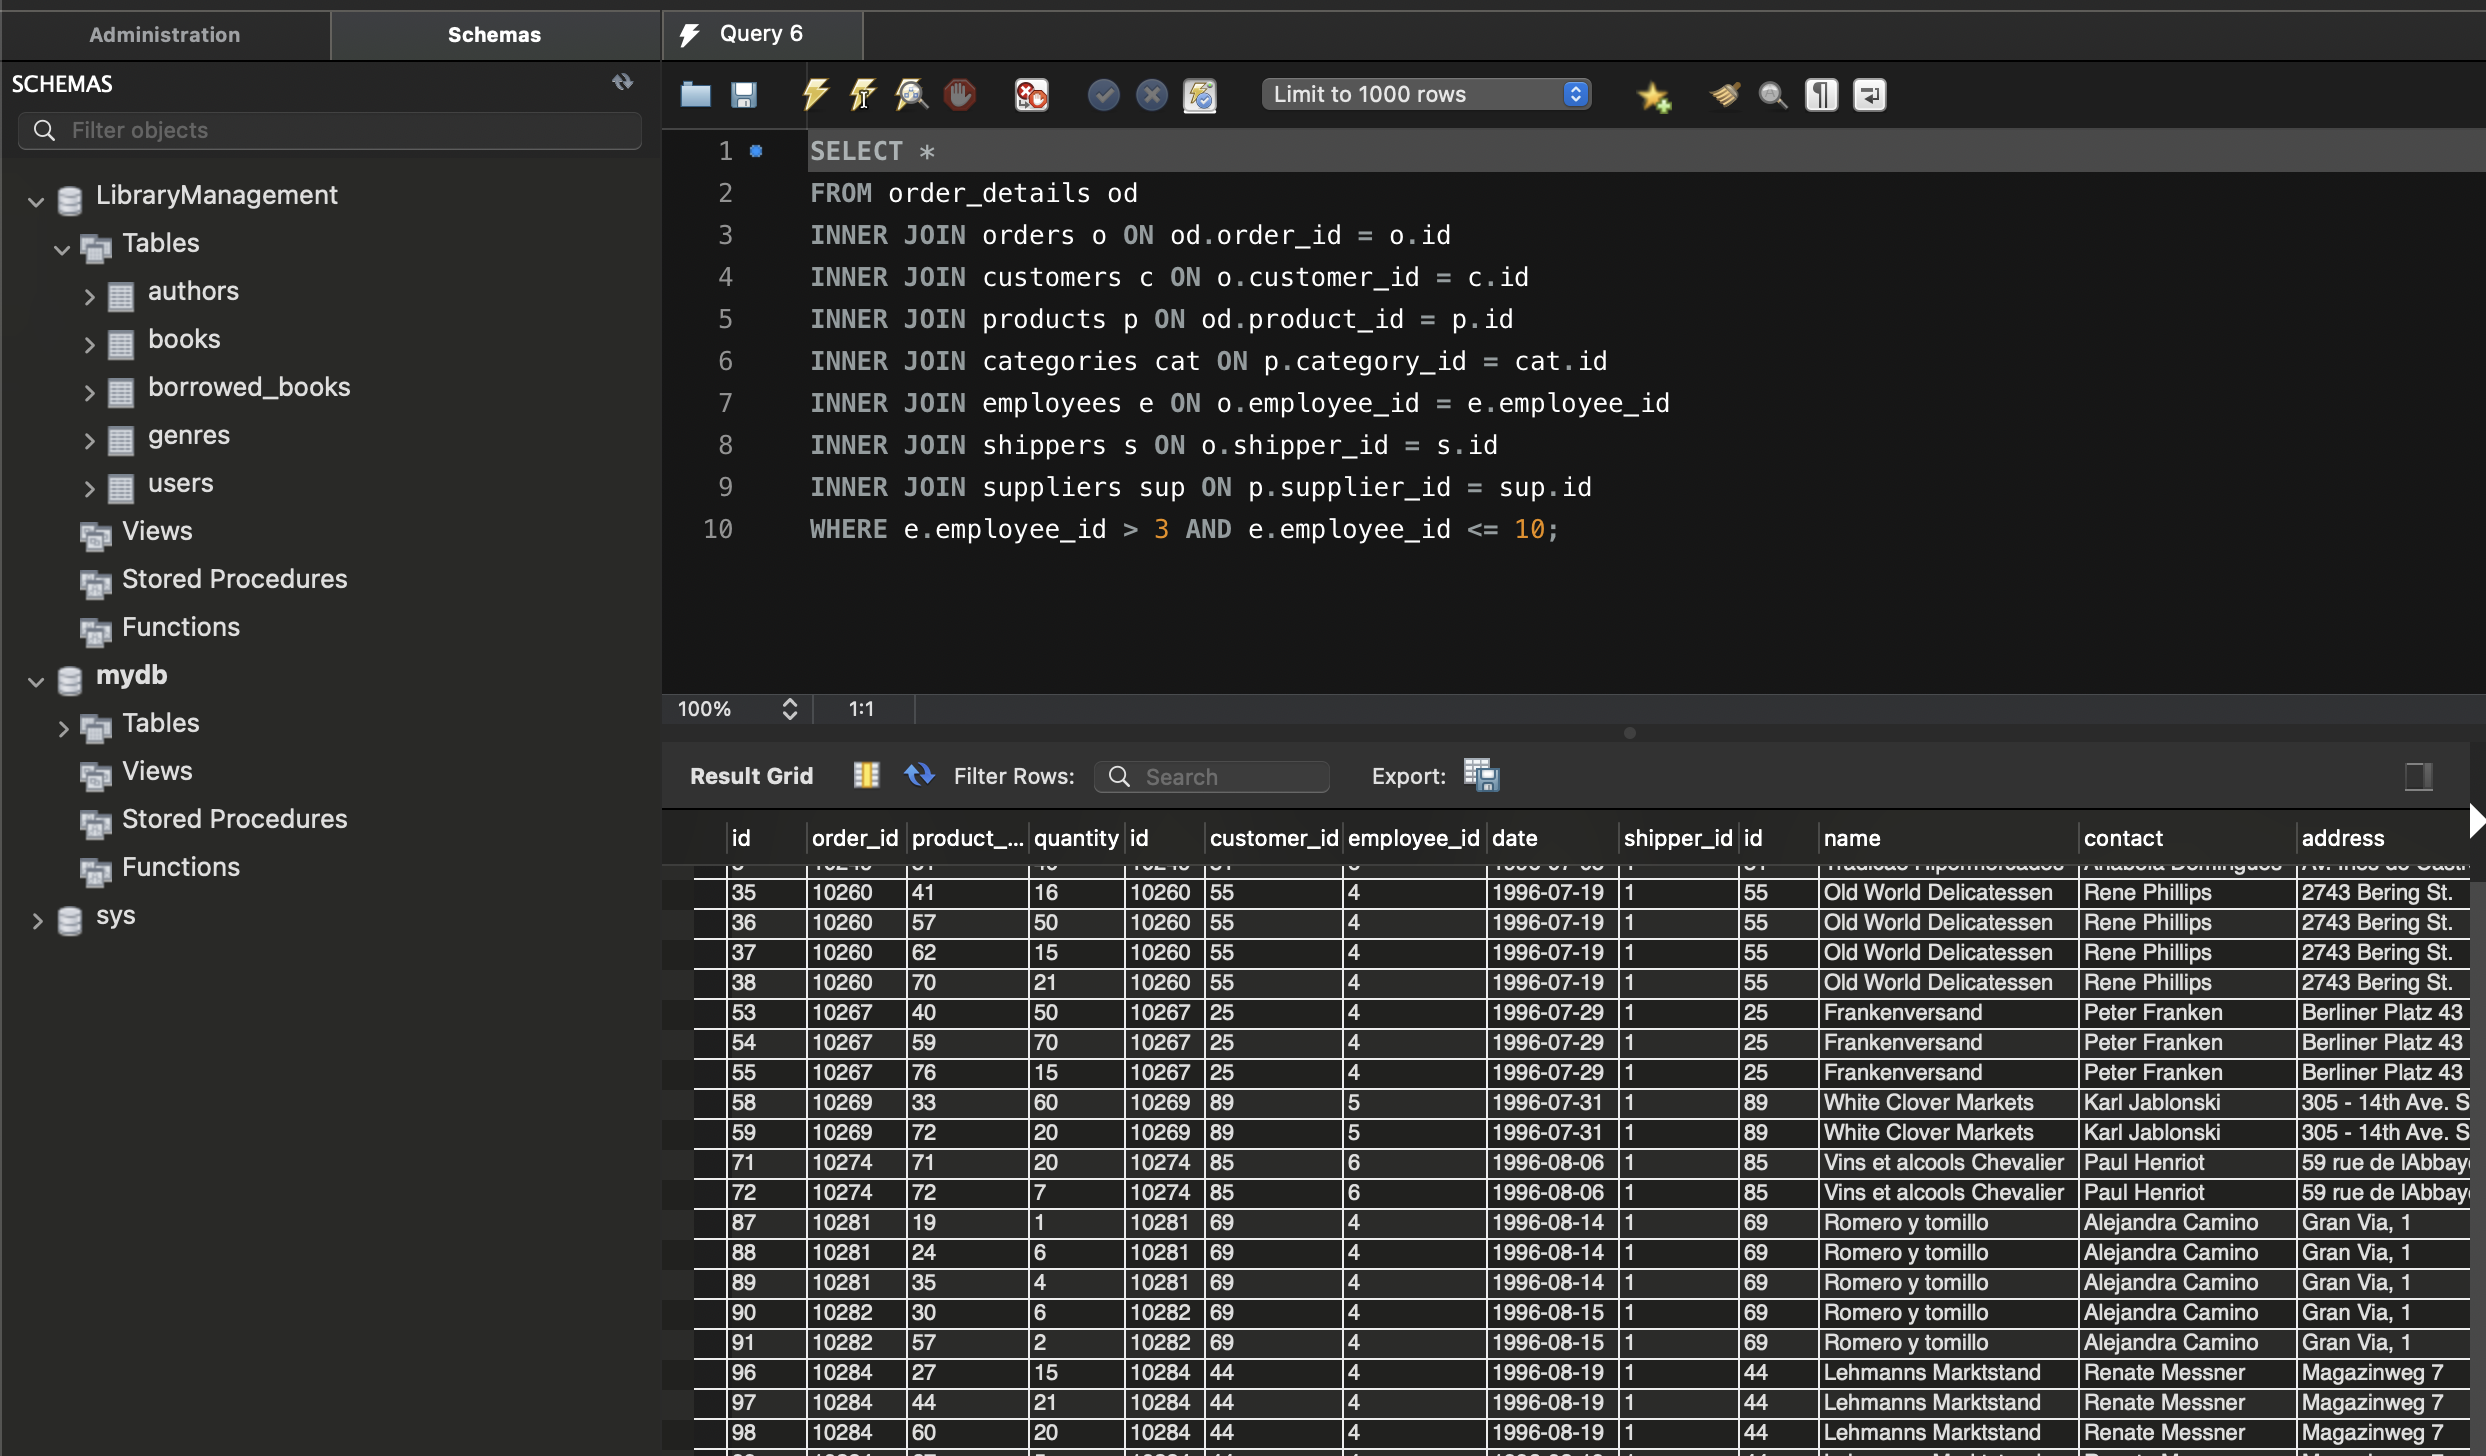 Administration
Schemas
Query 6
SCHEMAS
Filter objects
Limit to 1000 rows
LibraryManagement
Tables
authors
books
borrowed_books
genres
users
Views
Stored Procedures
Functions
mydb
Tables
Views
Stored Procedures
Functions
sys
1 SELECT *
2 FROM order_details od
3 INNER JOIN orders o ON od.order_id = o.id
4 INNER JOIN customers c ON o.customer_id = c.id
5 INNER JOIN products p ON od.product_id = p.id
6 INNER JOIN categories cat ON p.category_id = cat.id
7 INNER JOIN employees e ON o.employee_id = e.employee_id
8 INNER JOIN shippers s ON o.shipper_id = s.id
9 INNER JOIN suppliers sup ON p.supplier_id = sup.id
10 WHERE e.employee_id > 3 AND e.employee_id <= 10;
100% 1:1
Result Grid Filter Rows: Search Export:
id order_id product_... quantity id customer_id employee_id date shipper_id id name contact address
35 10260 41 16 10260 55 4 1996-07-19 1 55 Old World Delicatessen Rene Phillips 2743 Bering St.
36 10260 57 50 10260 55 4 1996-07-19 1 55 Old World Delicatessen Rene Phillips 2743 Bering St.
37 10260 62 15 10260 55 4 1996-07-19 1 55 Old World Delicatessen Rene Phillips 2743 Bering St.
38 10260 70 21 10260 55 4 1996-07-19 1 55 Old World Delicatessen Rene Phillips 2743 Bering St.
53 10267 40 50 10267 25 4 1996-07-29 1 25 Frankenversand Peter Franken Berliner Platz 43
54 10267 59 70 10267 25 4 1996-07-29 1 25 Frankenversand Peter Franken Berliner Platz 43
55 10267 76 15 10267 25 4 1996-07-29 1 25 Frankenversand Peter Franken Berliner Platz 43
58 10269 33 60 10269 89 5 1996-07-31 1 89 White Clover Markets Karl Jablonski 305 - 14th Ave. S
59 10269 72 20 10269 89 5 1996-07-31 1 89 White Clover Markets Karl Jablonski 305 - 14th Ave. S
71 10274 71 20 10274 85 6 1996-08-06 1 85 Vins et alcools Chevalier Paul Henriot 59 rue de lAbbay
72 10274 72 7 10274 85 6 1996-08-06 1 85 Vins et alcools Chevalier Paul Henriot 59 rue de lAbbay
87 10281 19 1 10281 69 4 1996-08-14 1 69 Romero y tomillo Alejandra Camino Gran Via, 1
88 10281 24 6 10281 69 4 1996-08-14 1 69 Romero y tomillo Alejandra Camino Gran Via, 1
89 10281 35 4 10281 69 4 1996-08-14 1 69 Romero y tomillo Alejandra Camino Gran Via, 1
90 10282 30 6 10282 69 4 1996-08-15 1 69 Romero y tomillo Alejandra Camino Gran Via, 1
91 10282 57 2 10282 69 4 1996-08-15 1 69 Romero y tomillo Alejandra Camino Gran Via, 1
96 10284 27 15 10284 44 4 1996-08-19 1 44 Lehmanns Marktstand Renate Messner Magazinweg 7
97 10284 44 21 10284 44 4 1996-08-19 1 44 Lehmanns Marktstand Renate Messner Magazinweg 7
98 10284 60 20 10284 44 4 1996-08-19 1 44 Lehmanns Marktstand Renate Messner Magazinweg 7